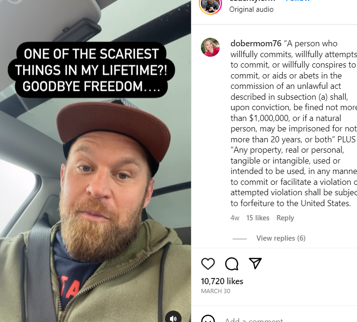 Original audio
ONE OF THE SCARIEST
THINGS IN MY LIFETIME?!
GOODBYE FREEDOM....
dobermom76 "A person who
willfully commits, willfully attempts
to commit, or willfully conspires to
commit, or aids or abets in the
commission of an unlawful act
described in subsection (a) shall,
upon conviction, be fined not more
than $1,000,000, or if a natural
person, may be imprisoned for not
more than 20 years, or both" PLUS
"Any property, real or personal,
tangible or intangible, used or
intended to be used, in any manner
to commit or facilitate a violation o
attempted violation shall be subjec
to forfeiture to the United States.
4w 15 likes Reply
View replies (6)
10,720 likes
MARCH 30
Add a comment